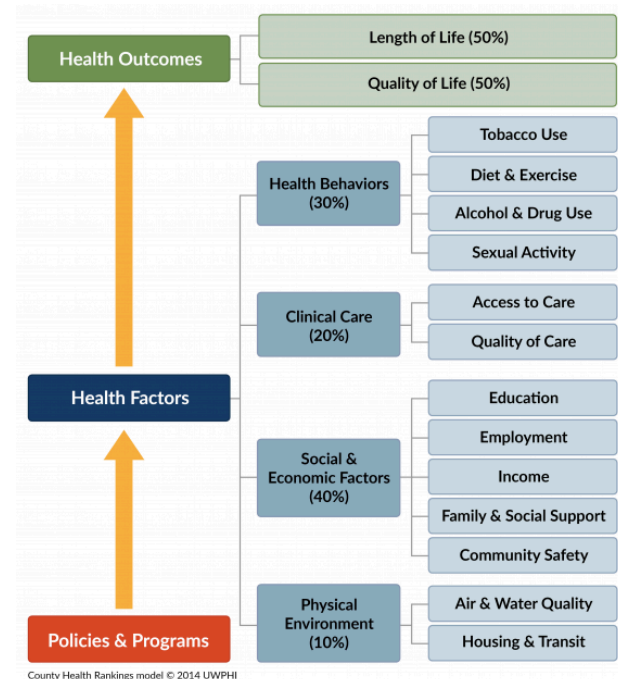 Health Outcomes
Length of Life (50%)
Quality of Life (50%)
Health Factors
Health Behaviors
(30%)
Tobacco Use
Diet & Exercise
Alcohol & Drug Use
Sexual Activity
Clinical Care
(20%)
Access to Care
Quality of Care
Social &
Economic Factors
(40%)
Education
Employment
Income
Family & Social Support
Community Safety
Physical
Environment
(10%)
Air & Water Quality
Housing & Transit
Policies & Programs
County Health Rankings model © 2014 UWPHI